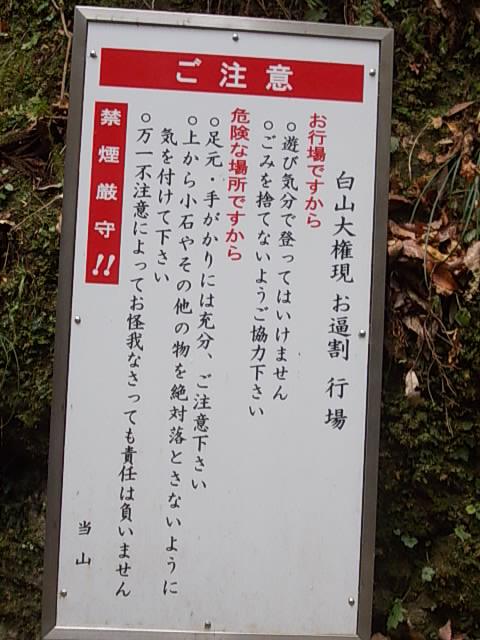 ご注意
白山大権現 お逼割 行場
お行場ですから
○遊び気分で登ってはいけません
○ごみを捨てないようご協力下さい
危険な場所ですから
○足元・手がかりには充分、ご注意下さい
○上から小石やその他の物を絶対落とさないように
気を付けて下さい
○万一不注意によってお怪我なさっても責任は負いません
禁煙厳守!!
当山